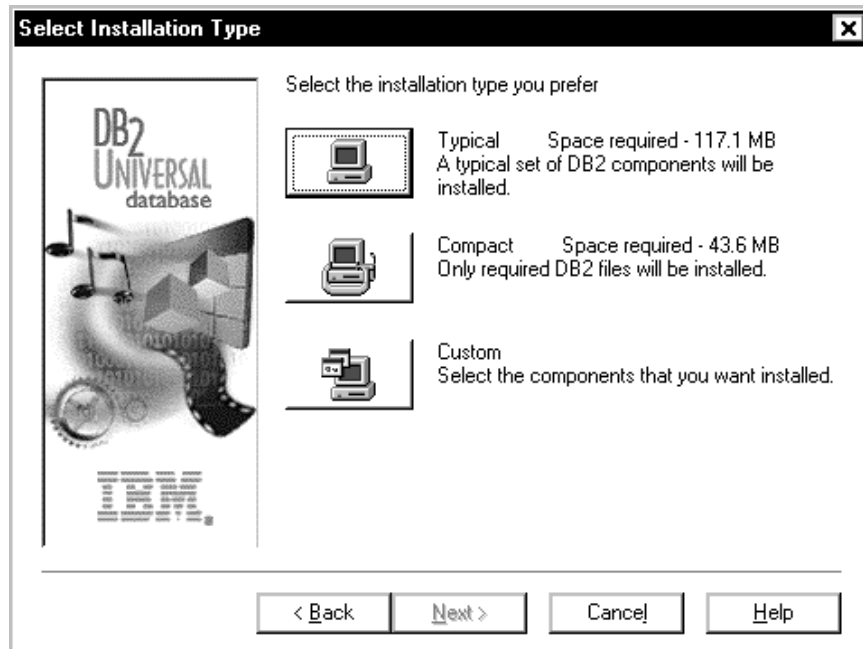 Select Installation Type
Select the installation type you prefer
DB2
UNIVERSAL
database
Typical Space required - 117.1 MB
A typical set of DB2 components will be
installed.
Compact Space required - 43.6 MB
Only required DB2 files will be installed.
Custom
Select the components that you want installed.
IBM.
< Back
Next >
Cancel
Help